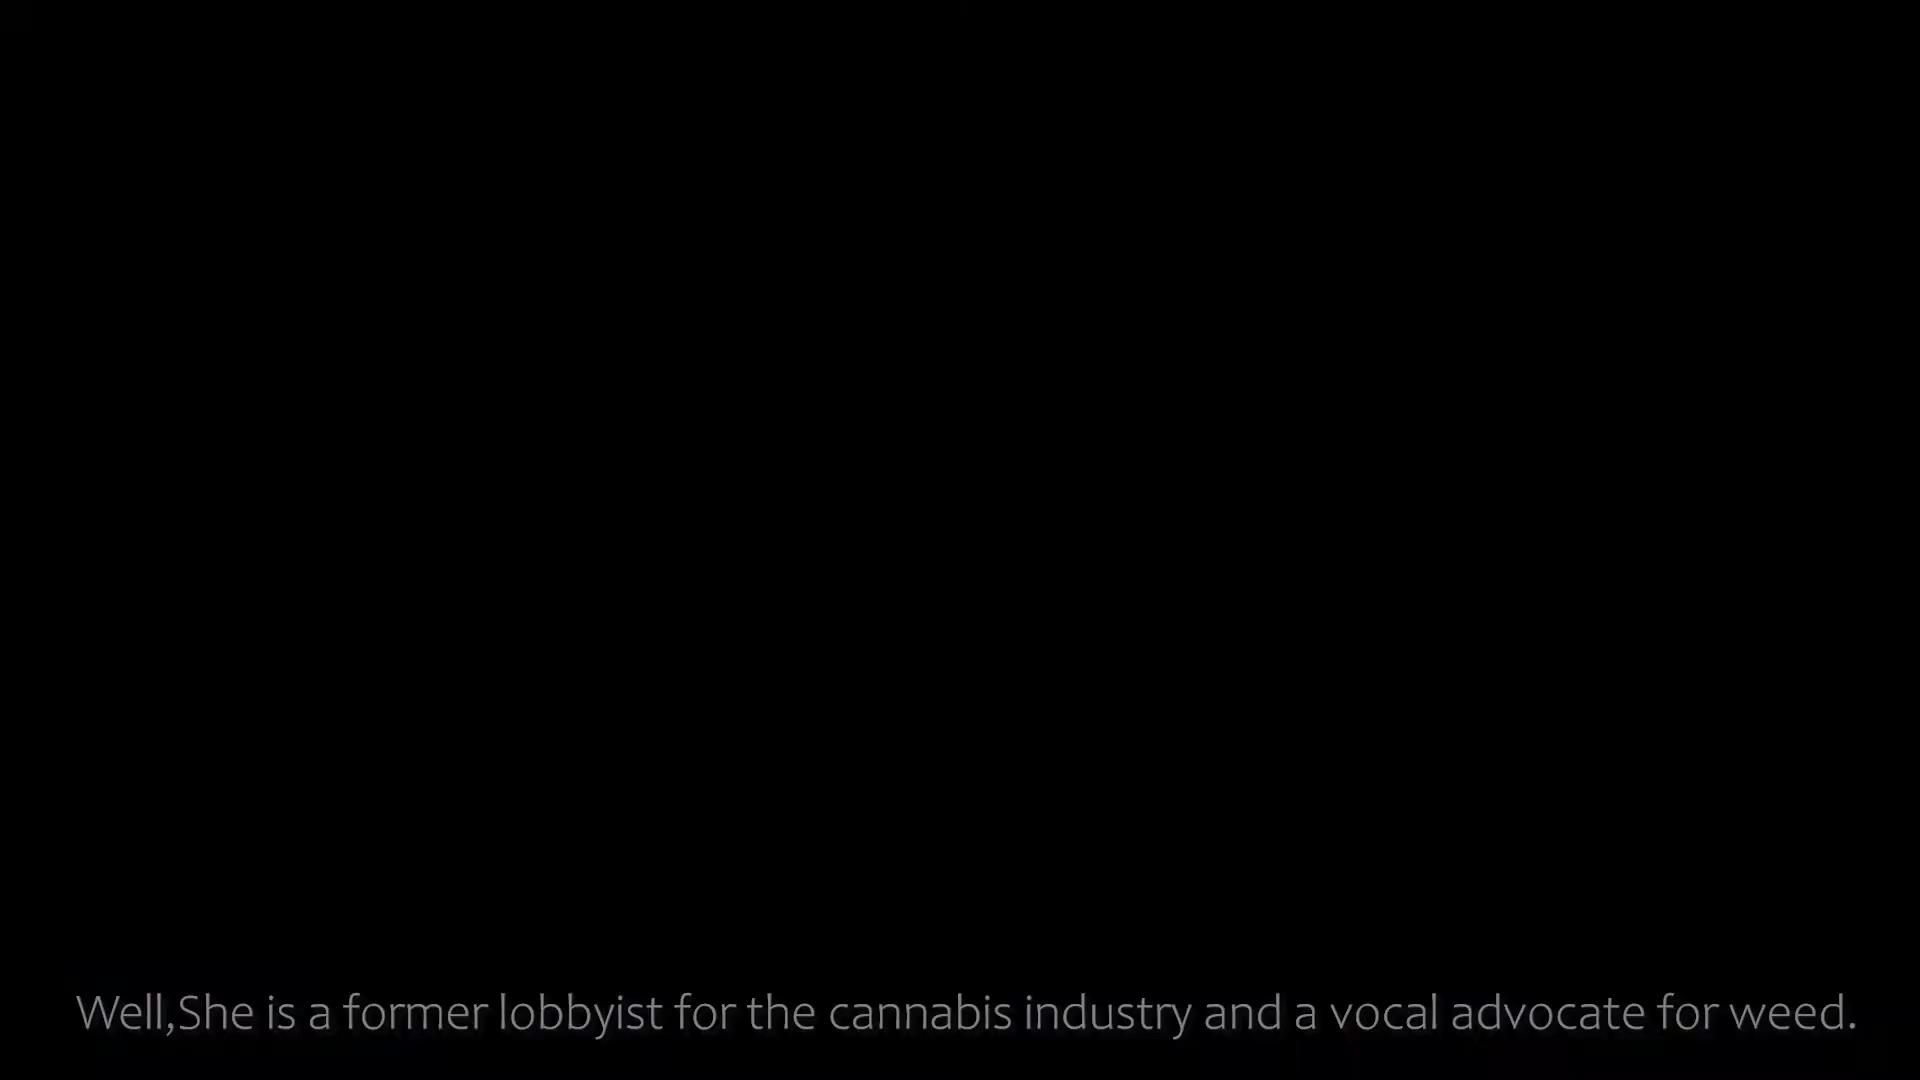 Well,She is a former lobbyist for the cannabis industry and a vocal advocate for weed.